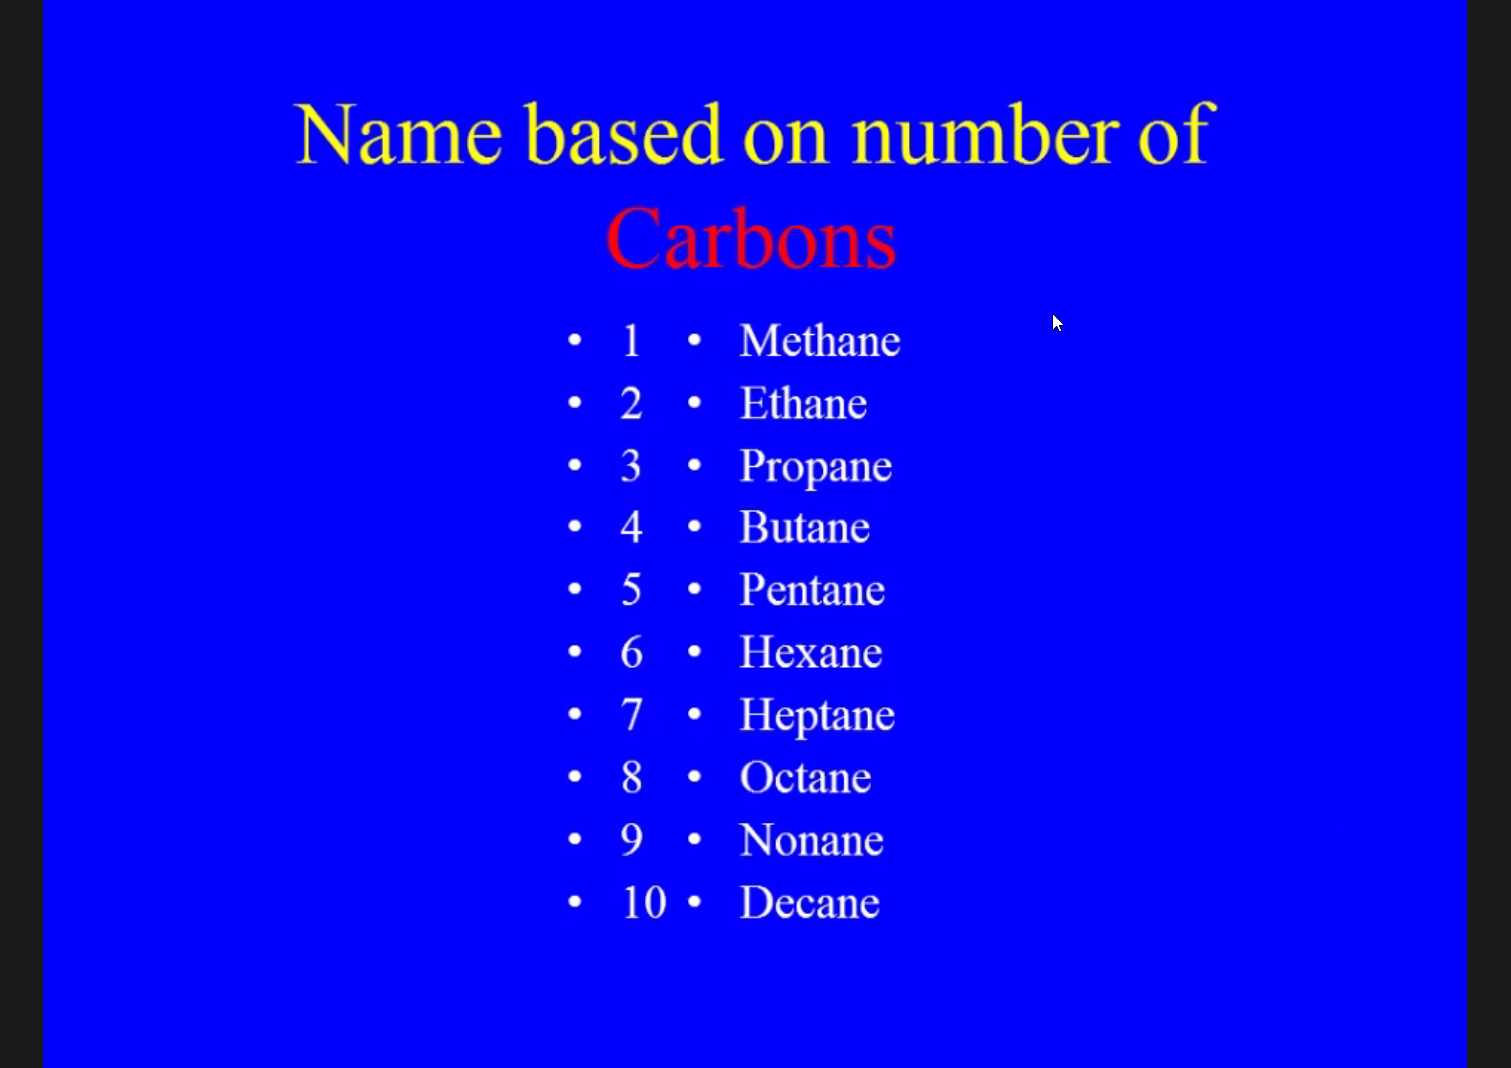 Name based on number of
Carbons
• 1 • Methane
• 2 • Ethane
• 3 • Propane
• 4 • Butane
• 5 • Pentane
• 6 • Hexane
• 7 • Heptane
• 8 • Octane
• 9 • Nonane
• 10 • Decane